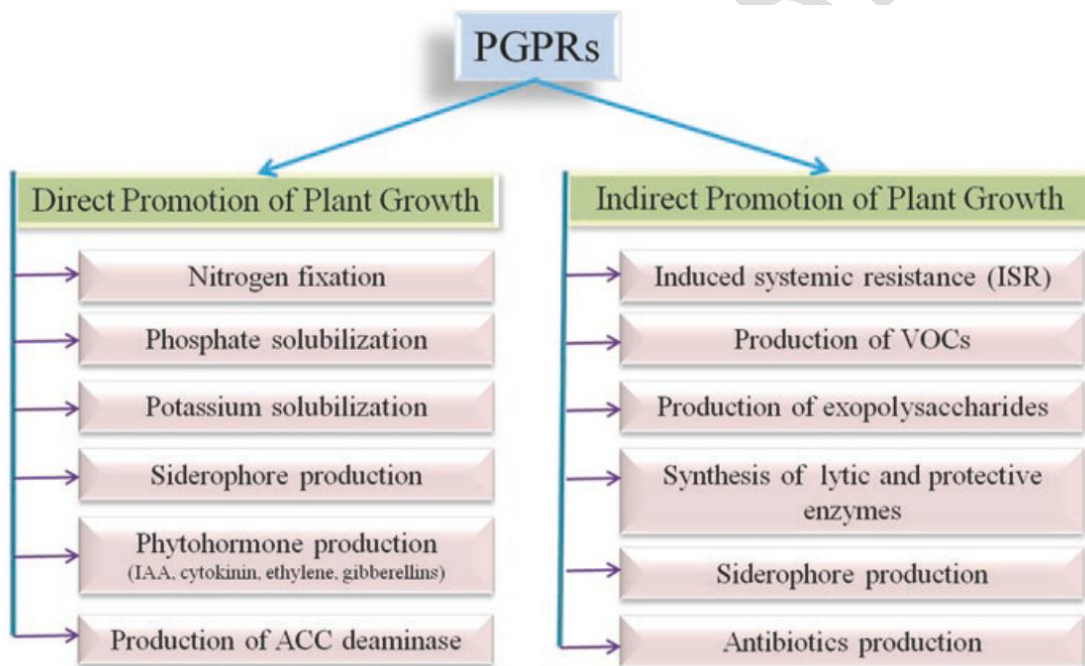 PGPRs
Direct Promotion of Plant Growth
Nitrogen fixation
Phosphate solubilization
Potassium solubilization
Siderophore production
Phytohormone production
(IAA, cytokinin, ethylene, gibberellins)
Production of ACC deaminase
Indirect Promotion of Plant Growth
Induced systemic resistance (ISR)
Production of VOCs
Production of exopolysaccharides
Synthesis of lytic and protective
enzymes
Siderophore production
Antibiotics production